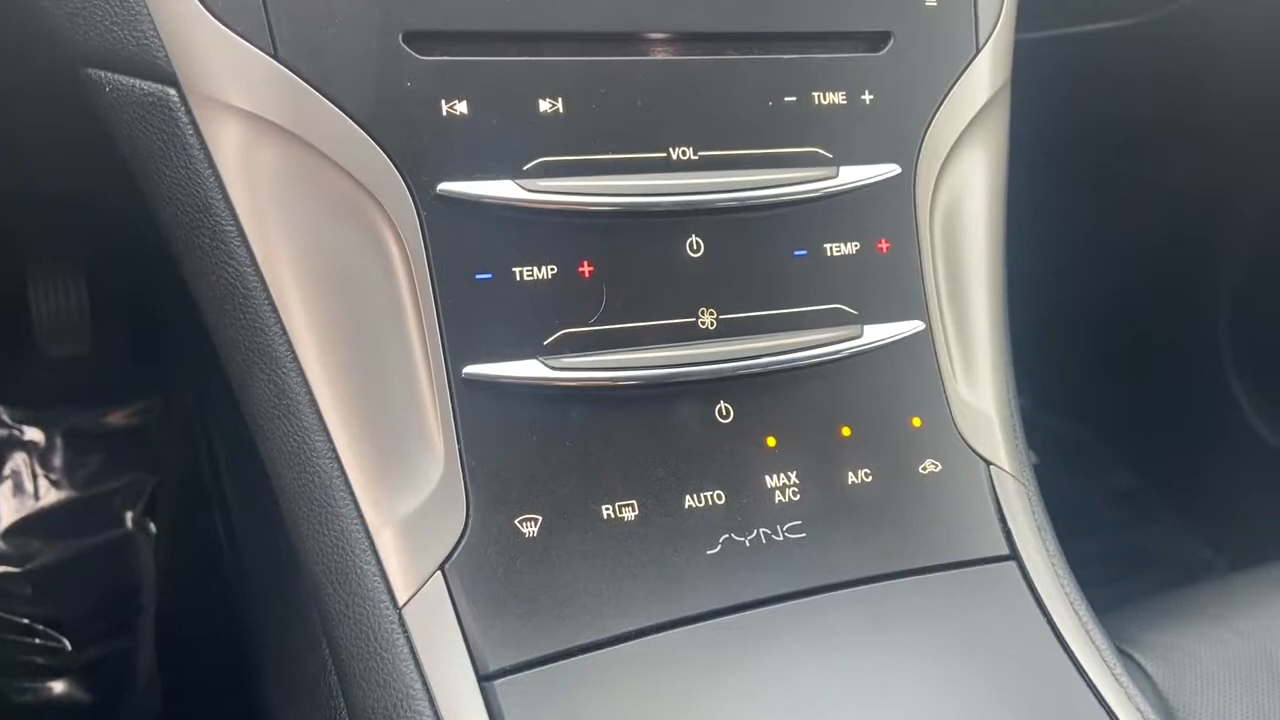 − TUNE +
VOL
− TEMP +
− TEMP +
R
AUTO
MAX
A/C
A/C
SYNC